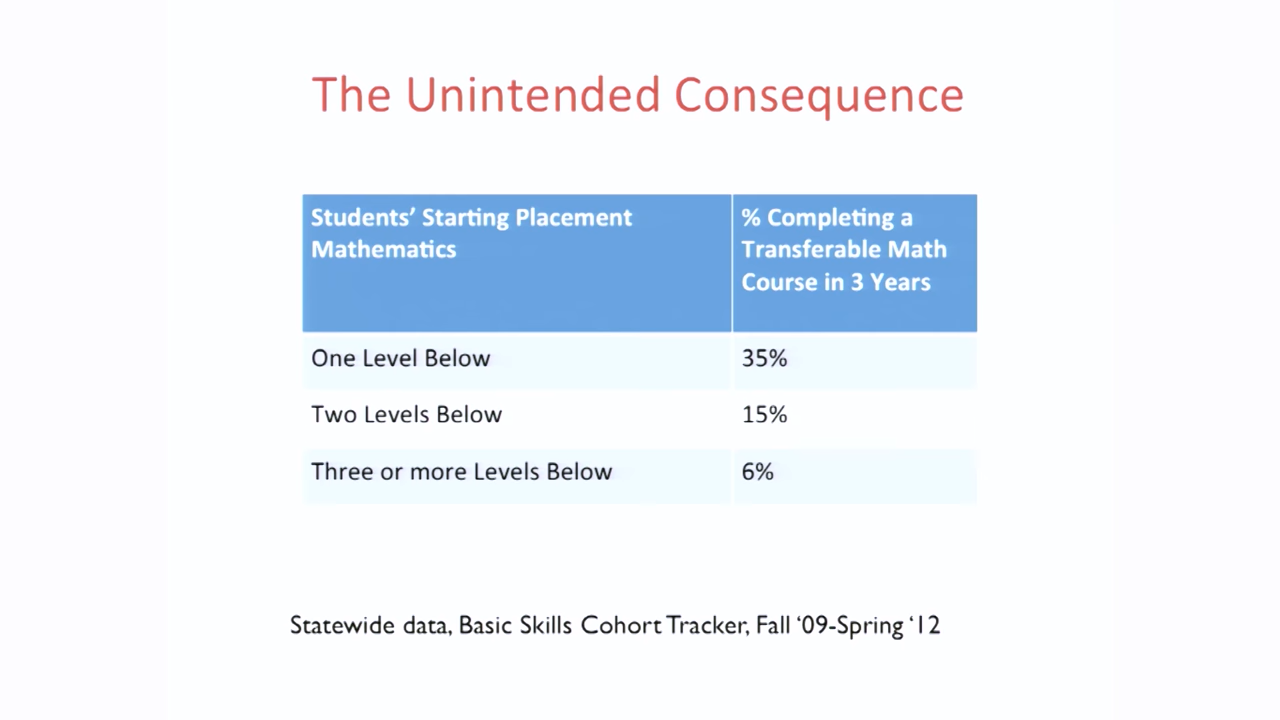 The Unintended Consequence
Students’ Starting Placement
Mathematics
% Completing a
Transferable Math
Course in 3 Years
One Level Below
35%
Two Levels Below
15%
Three or more Levels Below
6%
Statewide data, Basic Skills Cohort Tracker, Fall ‘09-Spring ‘12